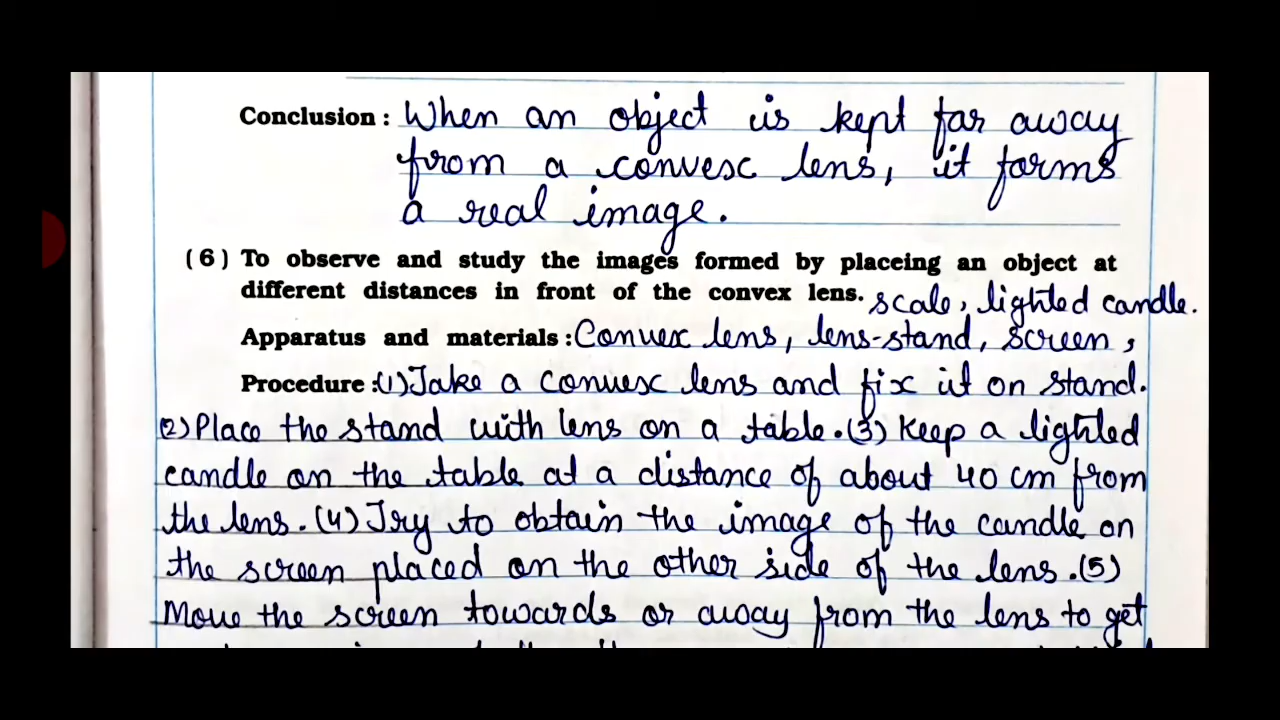 Conclusion : When an object is kept far away
from a convex lens, it forms
a real image.
(6) To observe and study the images formed by placeing an object at
different distances in front of the convex lens. scale, lighted candle.
Apparatus and materials : Convex lens, lens-stand, screen,
Procedure : (1) Take a convex lens and fix it on stand.
(2) Place the stand with lens on a table. (3) Keep a lighted
candle on the table at a distance of about 40 cm from
the lens. (4) Try to obtain the image of the candle on
the screen placed on the other side of the lens. (5)
Move the screen towards or away from the lens to get